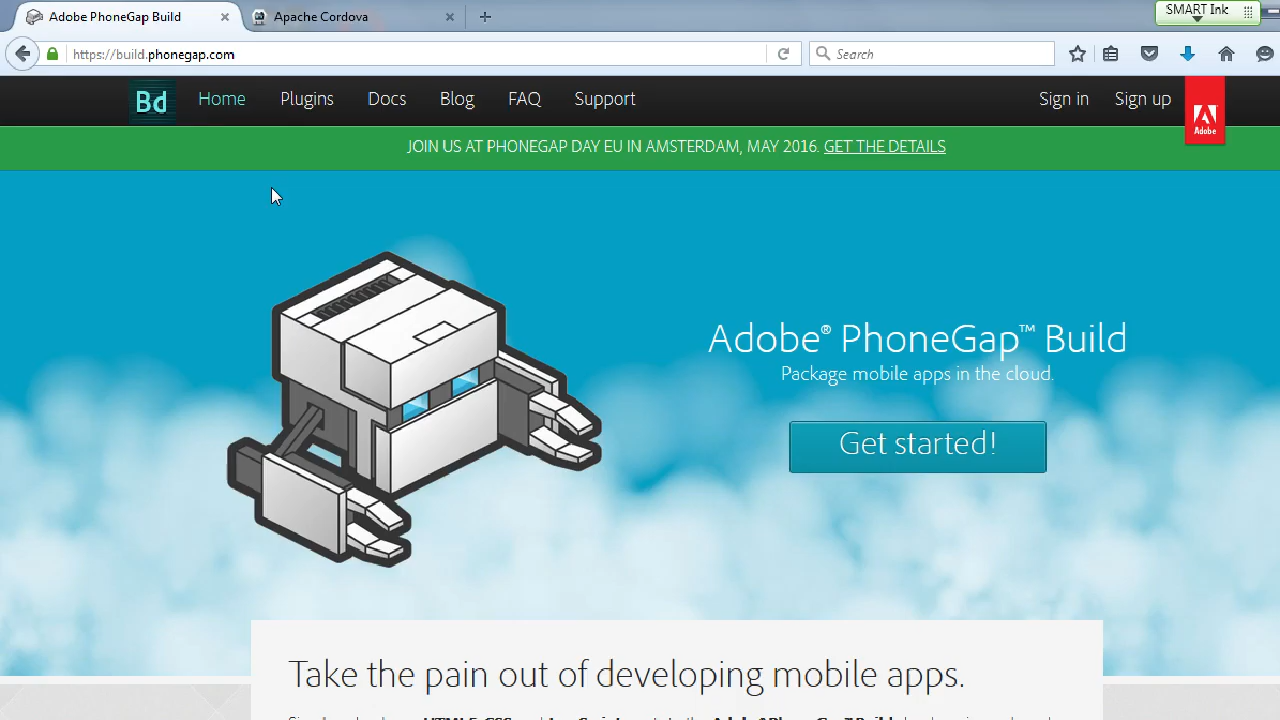 Adobe PhoneGap Build
Apache Cordova
SMART Ink
https://build.phonegap.com
Search
Bd
Home
Plugins
Docs
Blog
FAQ
Support
Sign in
Sign up
Adobe
JOIN US AT PHONEGAP DAY EU IN AMSTERDAM, MAY 2016. GET THE DETAILS
Adobe® PhoneGap™ Build
Package mobile apps in the cloud.
Get started!
Take the pain out of developing mobile apps.